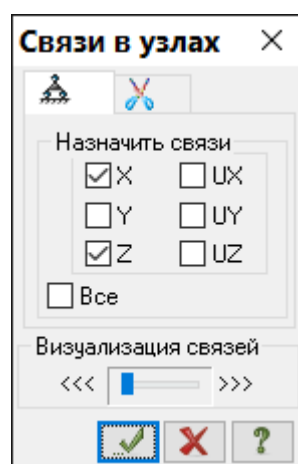 Связи в узлах
Назначить связи
X UX
Y UY
Z UZ
Все
Визуализация связей
<<< >>>
?